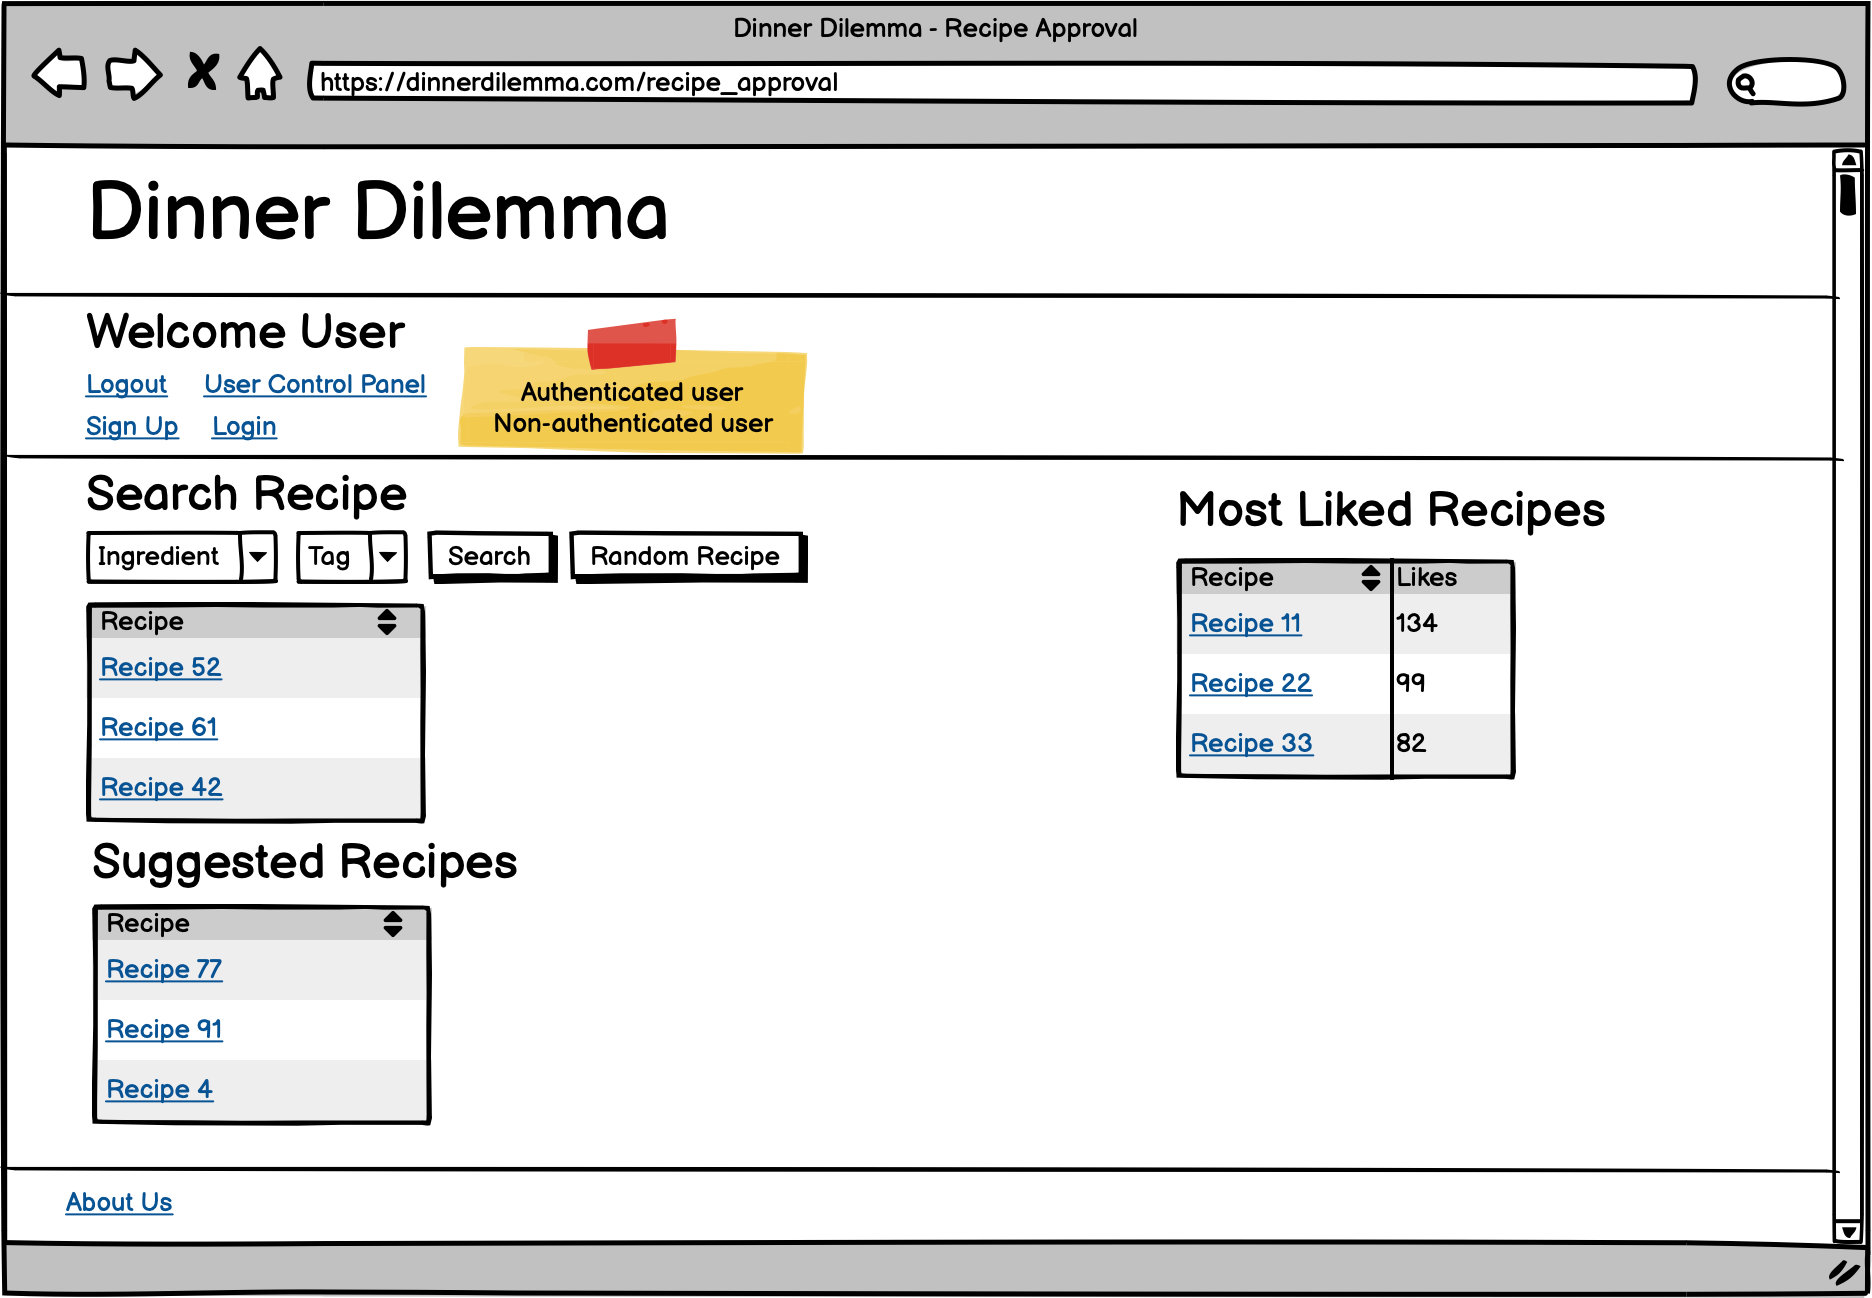 Dinner Dilemma - Recipe Approval
https://dinnerdilemma.com/recipe_approval
Dinner Dilemma
Welcome User
Logout User Control Panel
Sign Up Login
Authenticated user
Non-authenticated user
Search Recipe
Ingredient Tag Search Random Recipe
Recipe
Recipe 52
Recipe 61
Recipe 42
Suggested Recipes
Recipe
Recipe 77
Recipe 91
Recipe 4
Most Liked Recipes
Recipe Likes
Recipe 11 134
Recipe 22 99
Recipe 33 82
About Us